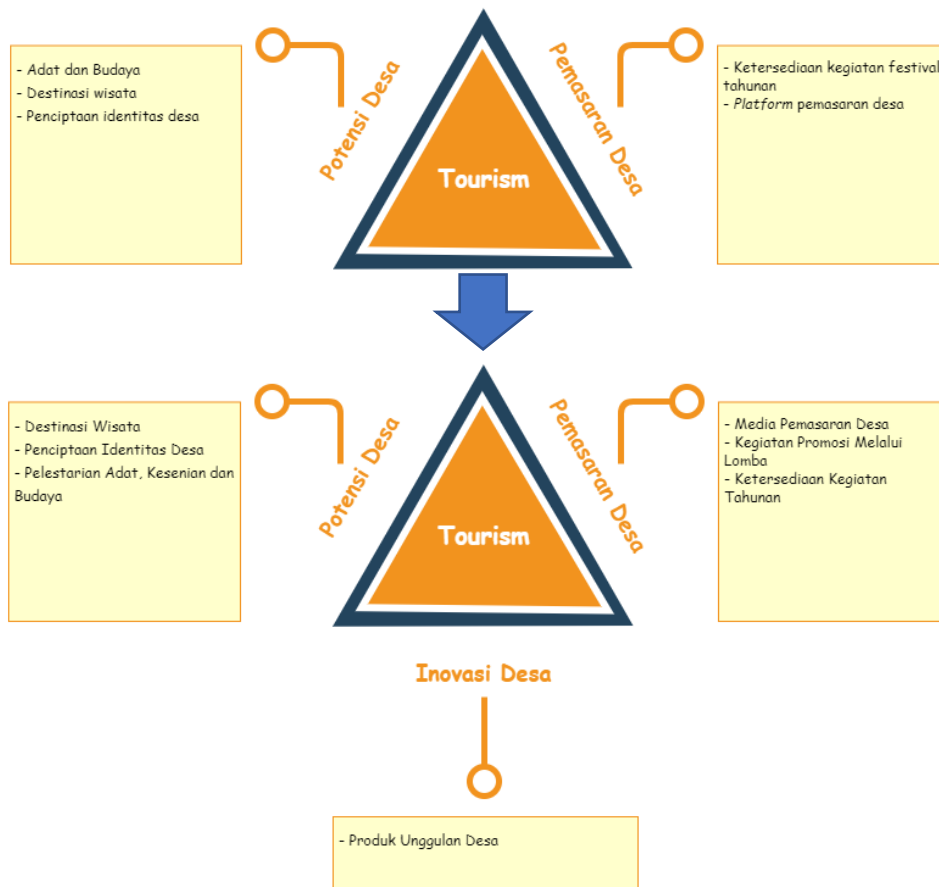 - Adat dan Budaya
- Destinasi wisata
- Penciptaan identitas desa
Potensi Desa
Tourism
Pemasaran Desa
- Ketersediaan kegiatan festival
tahunan
- Platform pemasaran desa
- Destinasi Wisata
- Penciptaan Identitas Desa
- Pelestarian Adat, Kesenian dan
Budaya
Potensi Desa
Tourism
Pemasaran Desa
- Media Pemasaran Desa
- Kegiatan Promosi Melalui
Lomba
- Ketersediaan Kegiatan
Tahunan
Inovasi Desa
- Produk Unggulan Desa